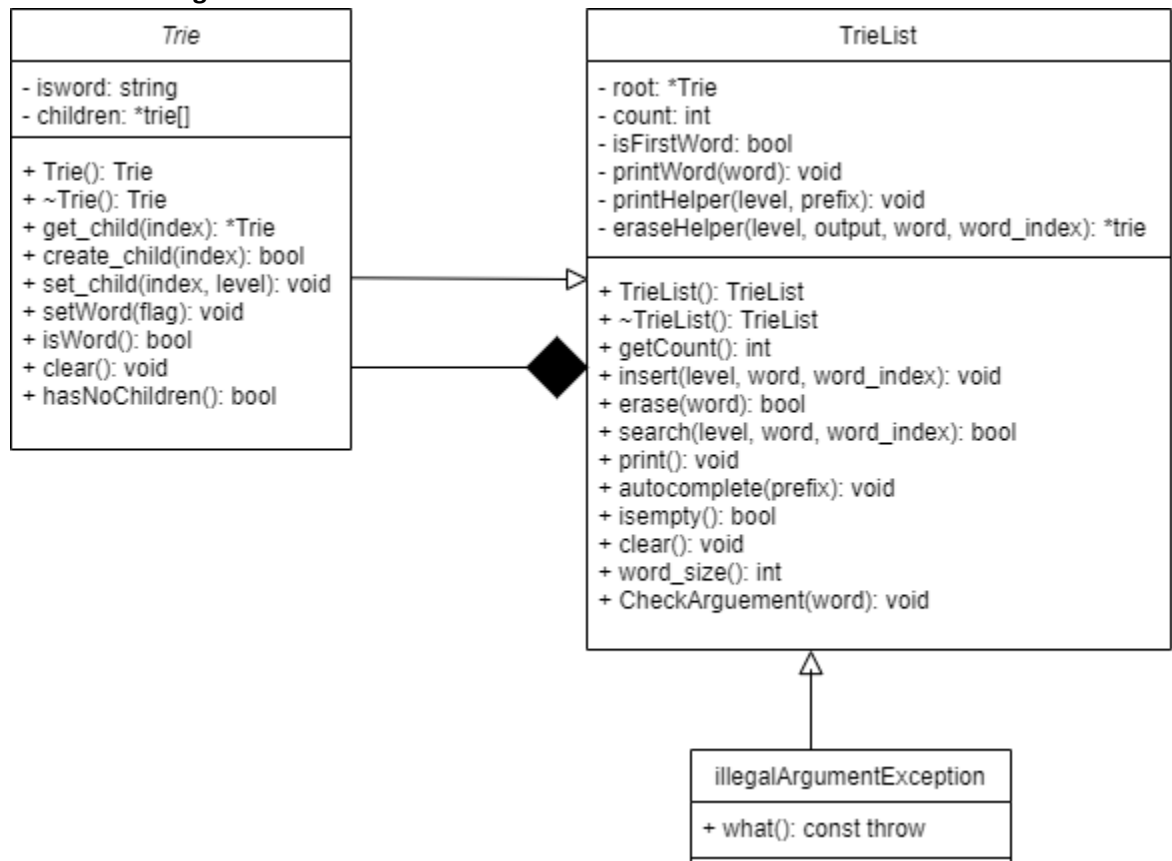 Trie
- isword: string
- children: *trie[]
+ Trie(): Trie
+ ~Trie(): Trie
+ get_child(index): *Trie
+ create_child(index): bool
+ set_child(index, level): void
+ setWord(flag): void
+ isWord(): bool
+ clear(): void
+ hasNoChildren(): bool
TrieList
- root: *Trie
- count: int
- isFirstWord: bool
- printWord(word): void
- printHelper(level, prefix): void
- eraseHelper(level, output, word, word_index): *trie
+ TrieList(): TrieList
+ ~TrieList(): TrieList
+ getCount(): int
+ insert(level, word, word_index): void
+ erase(word): bool
+ search(level, word, word_index): bool
+ print(): void
+ autocomplete(prefix): void
+ isempty(): bool
+ clear(): void
+ word_size(): int
+ CheckArguement(word): void
illegalArgumentException
+ what(): const throw